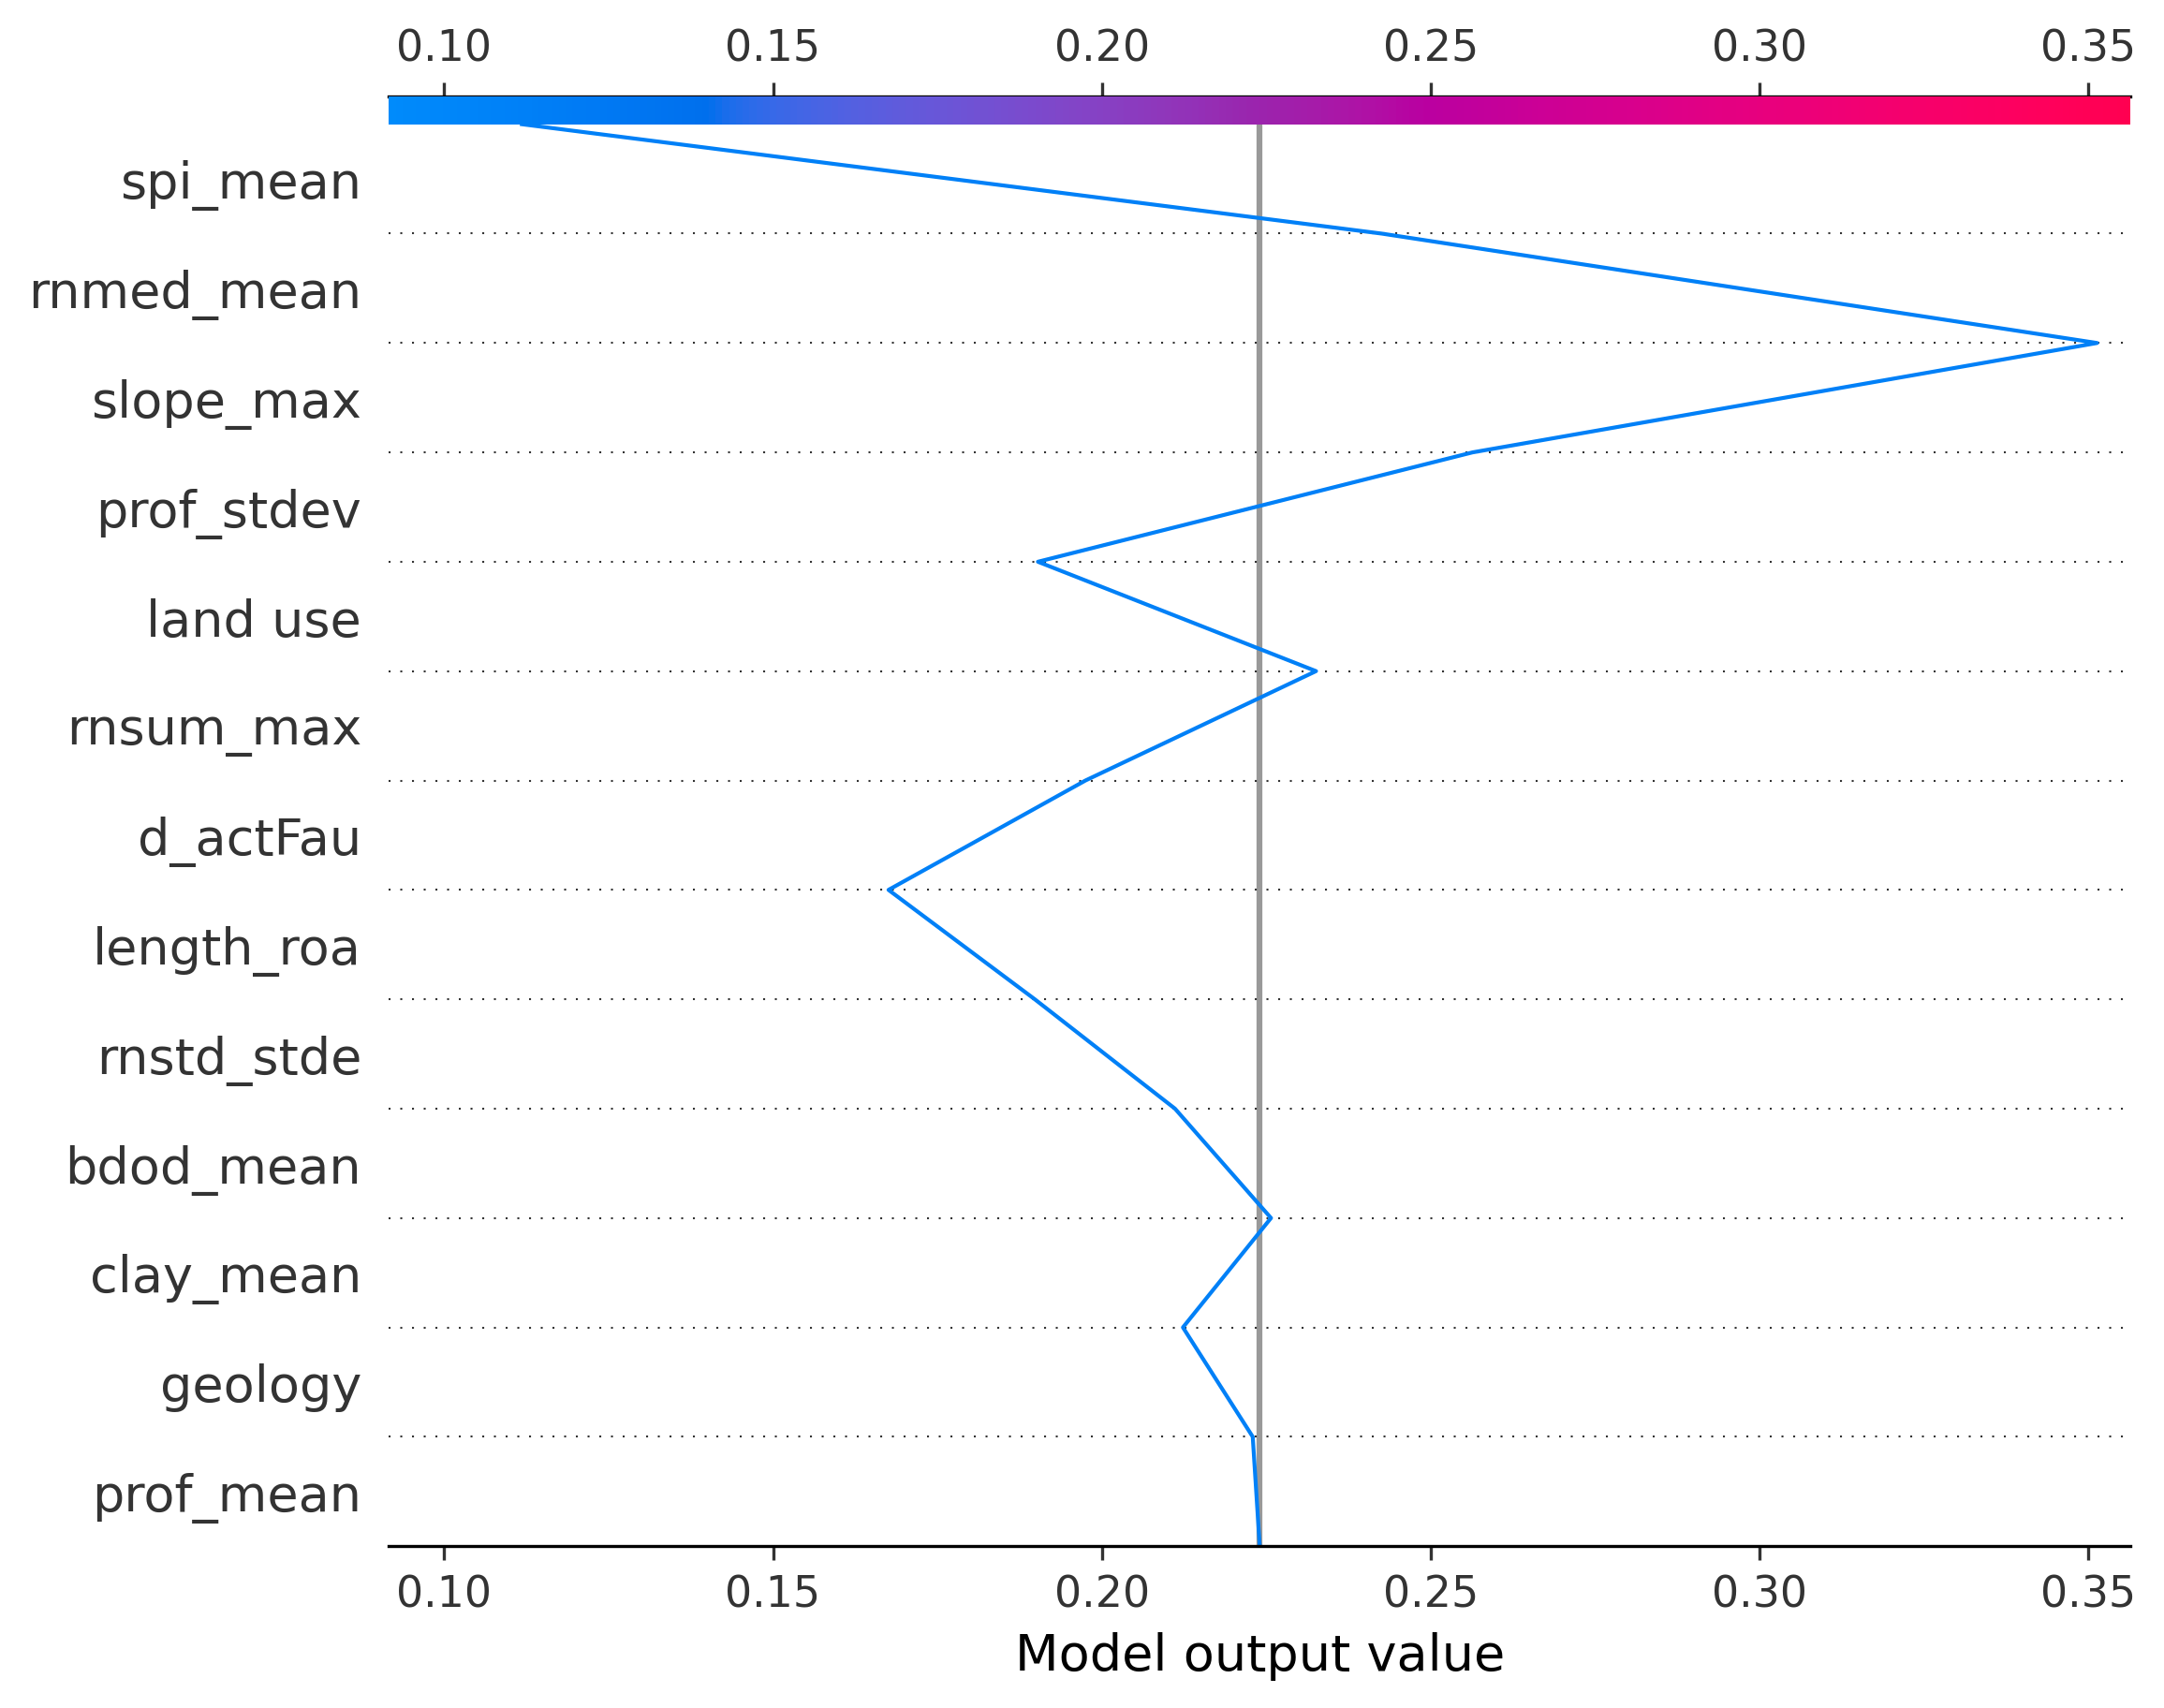 0.10 0.15 0.20 0.25 0.30 0.35
spi_mean
rnmed_mean
slope_max
prof_stdev
land use
rnsum_max
d_actFau
length_roa
rnstd_stde
bdod_mean
clay_mean
geology
prof_mean
0.10 0.15 0.20 0.25 0.30 0.35
Model output value